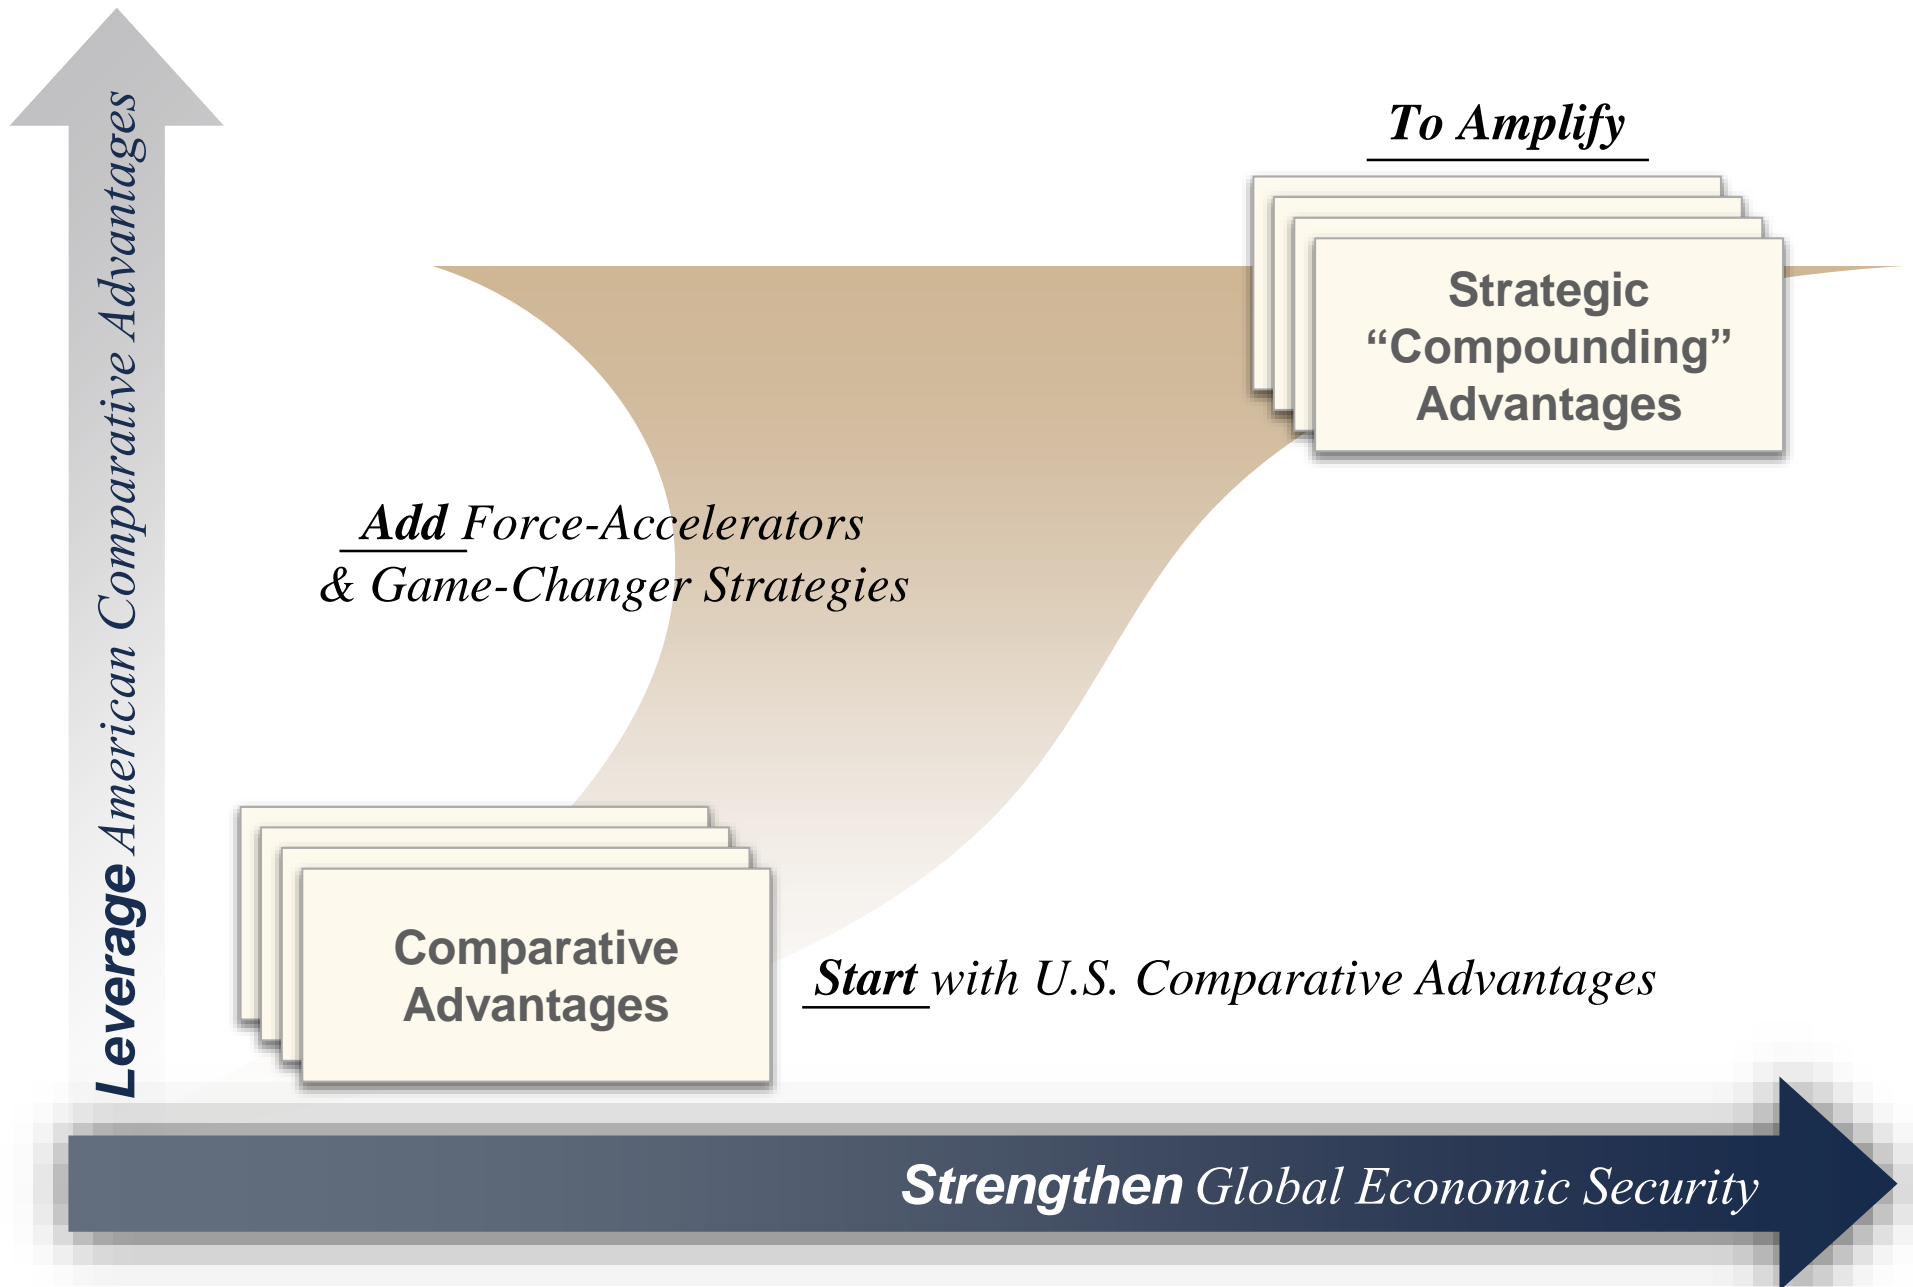 Leverage American Comparative Advantages
To Amplify
Strategic
“Compounding”
Advantages
Add Force-Accelerators
& Game-Changer Strategies
Comparative
Advantages
Start with U.S. Comparative Advantages
Strengthen Global Economic Security